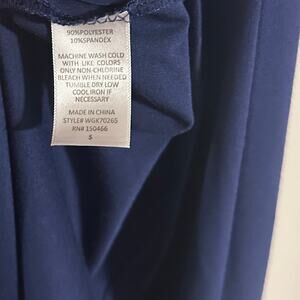 90%POLYESTER
10%SPANDEX
MACHINE WASH COLD
WITH LIKE COLORS
ONLY NON-CHLORINE
BLEACH WHEN NEEDED
TUMBLE DRY LOW
COOL IRON IF
NECESSARY
MADE IN CHINA
STYLE# WGK70265
RN# 150466
S